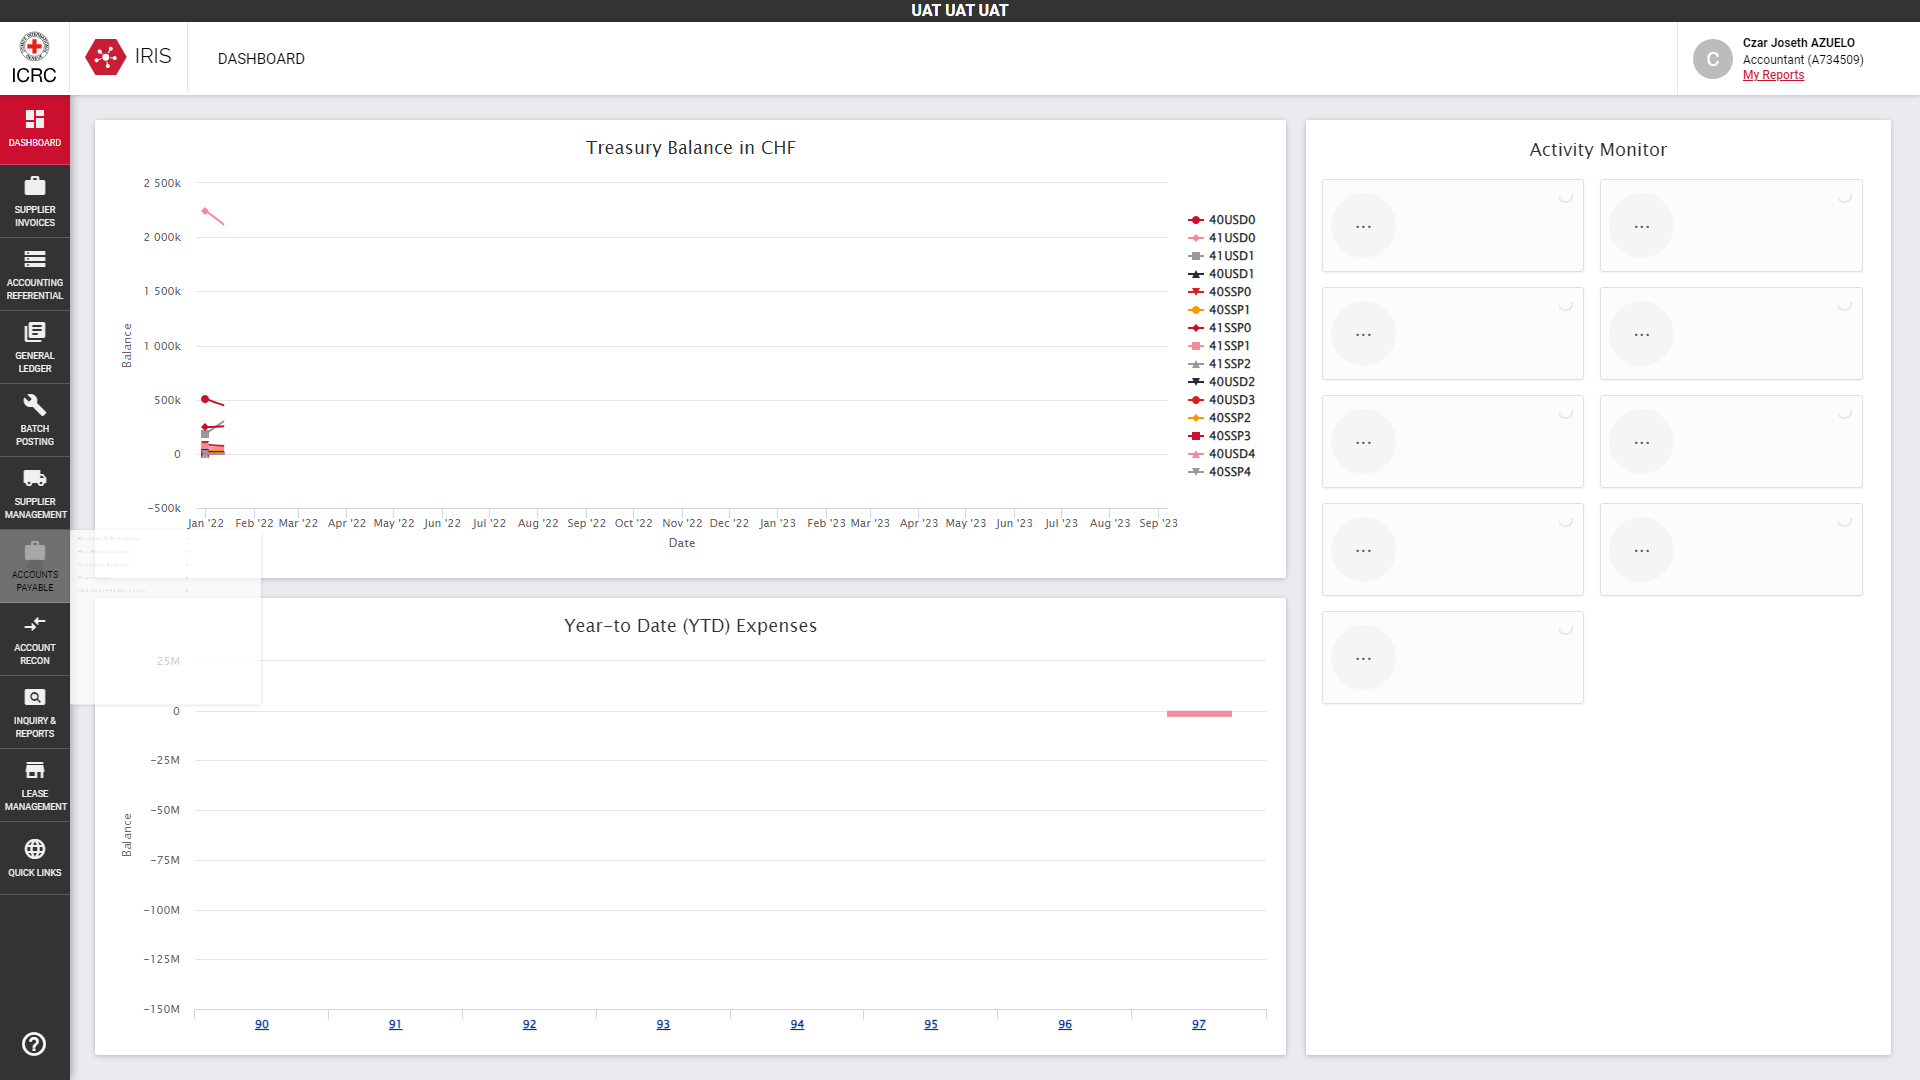 UAT UAT UAT
ICRC
IRIS
DASHBOARD
C
Czar Joseth AZUELO
Accountant (A734509)
My Reports
DASHBOARD
SUPPLIER
INVOICES
ACCOUNTING
REFERENTIAL
GENERAL
LEDGER
BATCH
POSTING
SUPPLIER
MANAGEMENT
ACCOUNTS
PAYABLE
ACCOUNT
RECON
INQUIRY &
REPORTS
LEASE
MANAGEMENT
QUICK LINKS
Treasury Balance in CHF
2 500k
2 000k
1 500k
1 000k
500k
0
-500k
Balance
Jan '22 Feb '22 Mar '22 Apr '22 May '22 Jun '22 Jul '22 Aug '22 Sep '22 Oct '22 Nov '22 Dec '22 Jan '23 Feb '23 Mar '23 Apr '23 May '23 Jun '23 Jul '23 Aug '23 Sep '23
Date
40USD0
41USD0
41USD1
40USD1
40SSP0
40SSP1
41SSP0
41SSP1
41SSP2
40USD2
40USD3
40SSP2
40SSP3
40USD4
40SSP4
Year-to Date (YTD) Expenses
25M
0
-25M
-50M
-75M
-100M
-125M
-150M
Balance
90 91 92 93 94 95 96 97
Activity Monitor
... ...
... ...
... ...
... ...
...